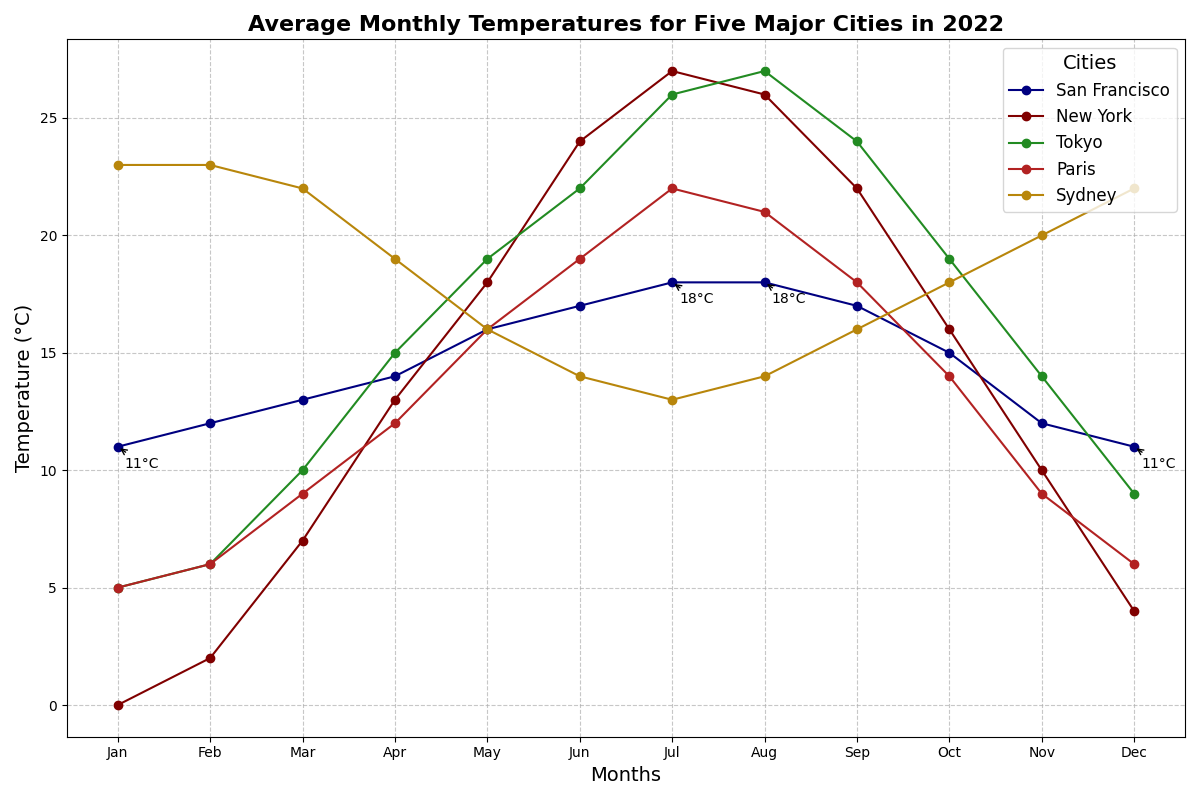 Average Monthly Temperatures for Five Major Cities in 2022
Cities
San Francisco
New York
Tokyo
Paris
Sydney
Temperature (°C)
25
20
15
10
5
0
18°C
18°C
11°C
11°C
Jan
Feb
Mar
Apr
May
Jun
Jul
Aug
Sep
Oct
Nov
Dec
Months